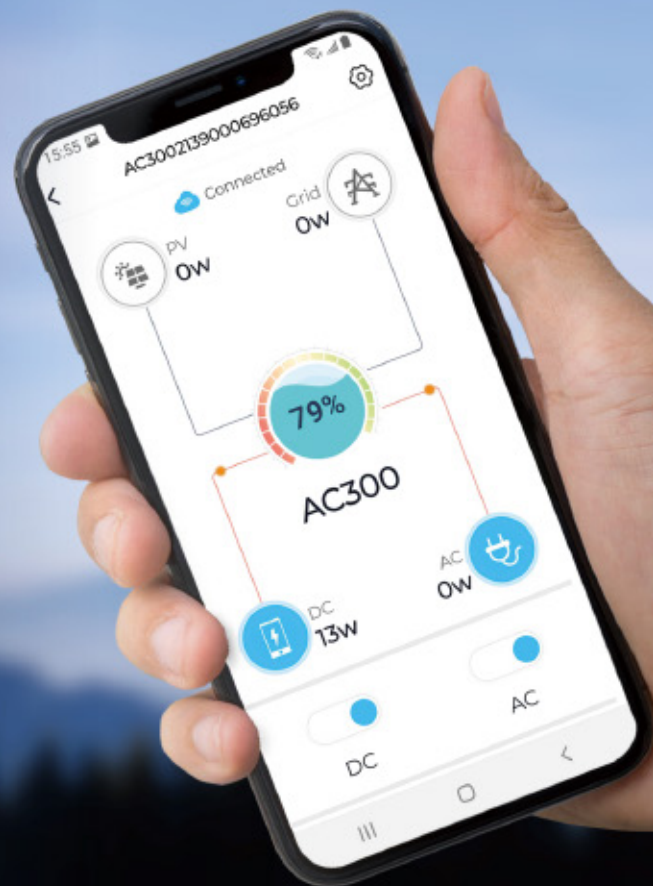 15:55
AC3002139000696056
Connected
PV
0W
Grid
0W
79%
AC300
DC
13W
AC
0W
DC
AC